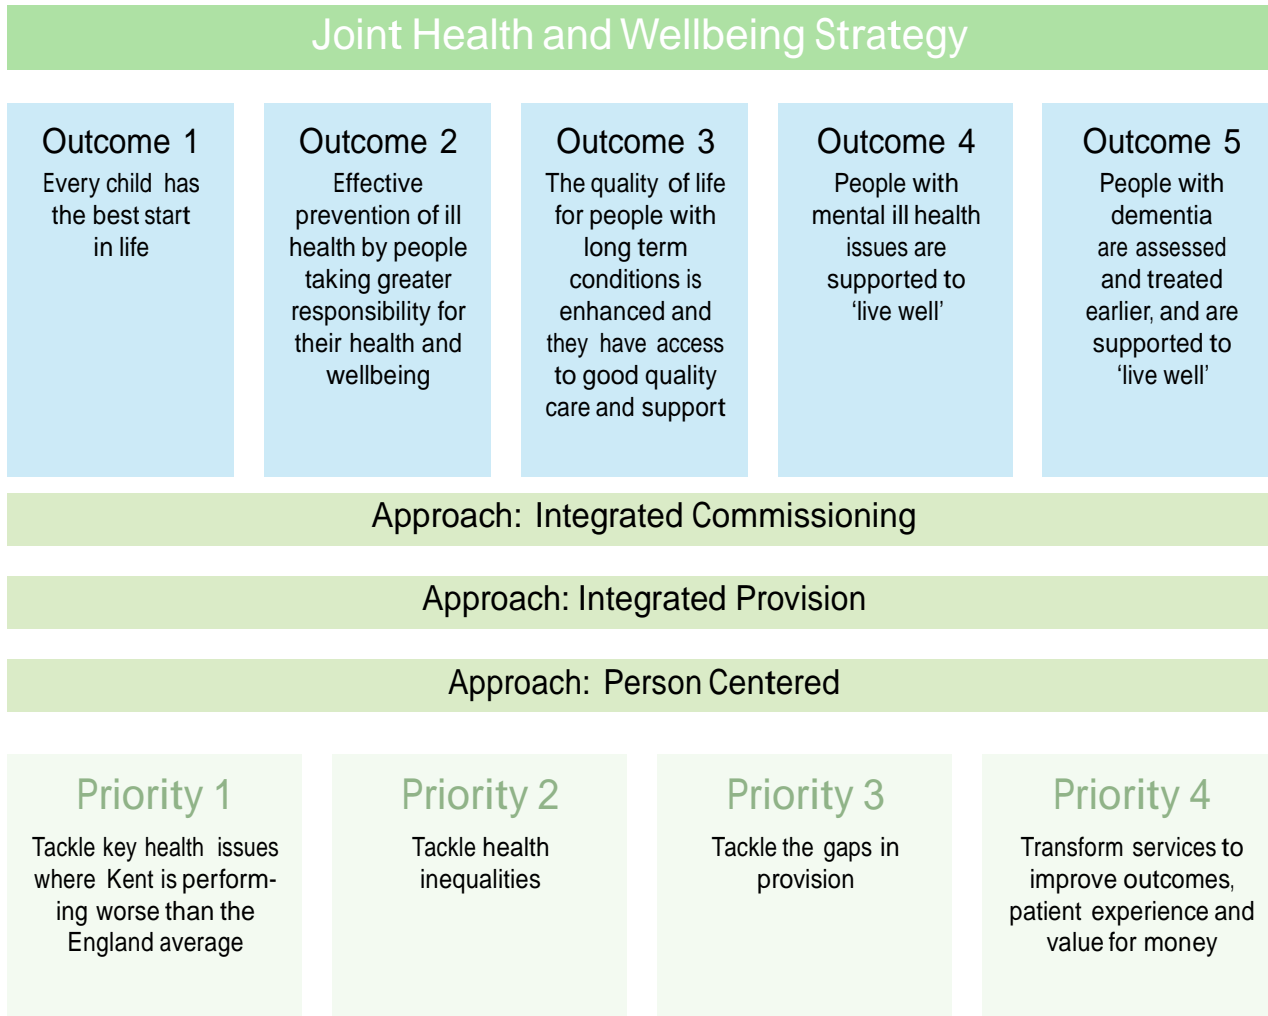 Joint Health and Wellbeing Strategy
Outcome 1
Every child has
the best start
in life
Outcome 2
Effective
prevention of ill
health by people
taking greater
responsibility for
their health and
wellbeing
Outcome 3
The quality of life
for people with
long term
conditions is
enhanced and
they have access
to good quality
care and support
Outcome 4
People with
mental ill health
issues are
supported to
‘live well’
Outcome 5
People with
dementia
are assessed
and treated
earlier, and are
supported to
‘live well’
Approach: Integrated Commissioning
Approach: Integrated Provision
Approach: Person Centered
Priority 1
Tackle key health issues
where Kent is perform-
ing worse than the
England average
Priority 2
Tackle health
inequalities
Priority 3
Tackle the gaps in
provision
Priority 4
Transform services to
improve outcomes,
patient experience and
value for money